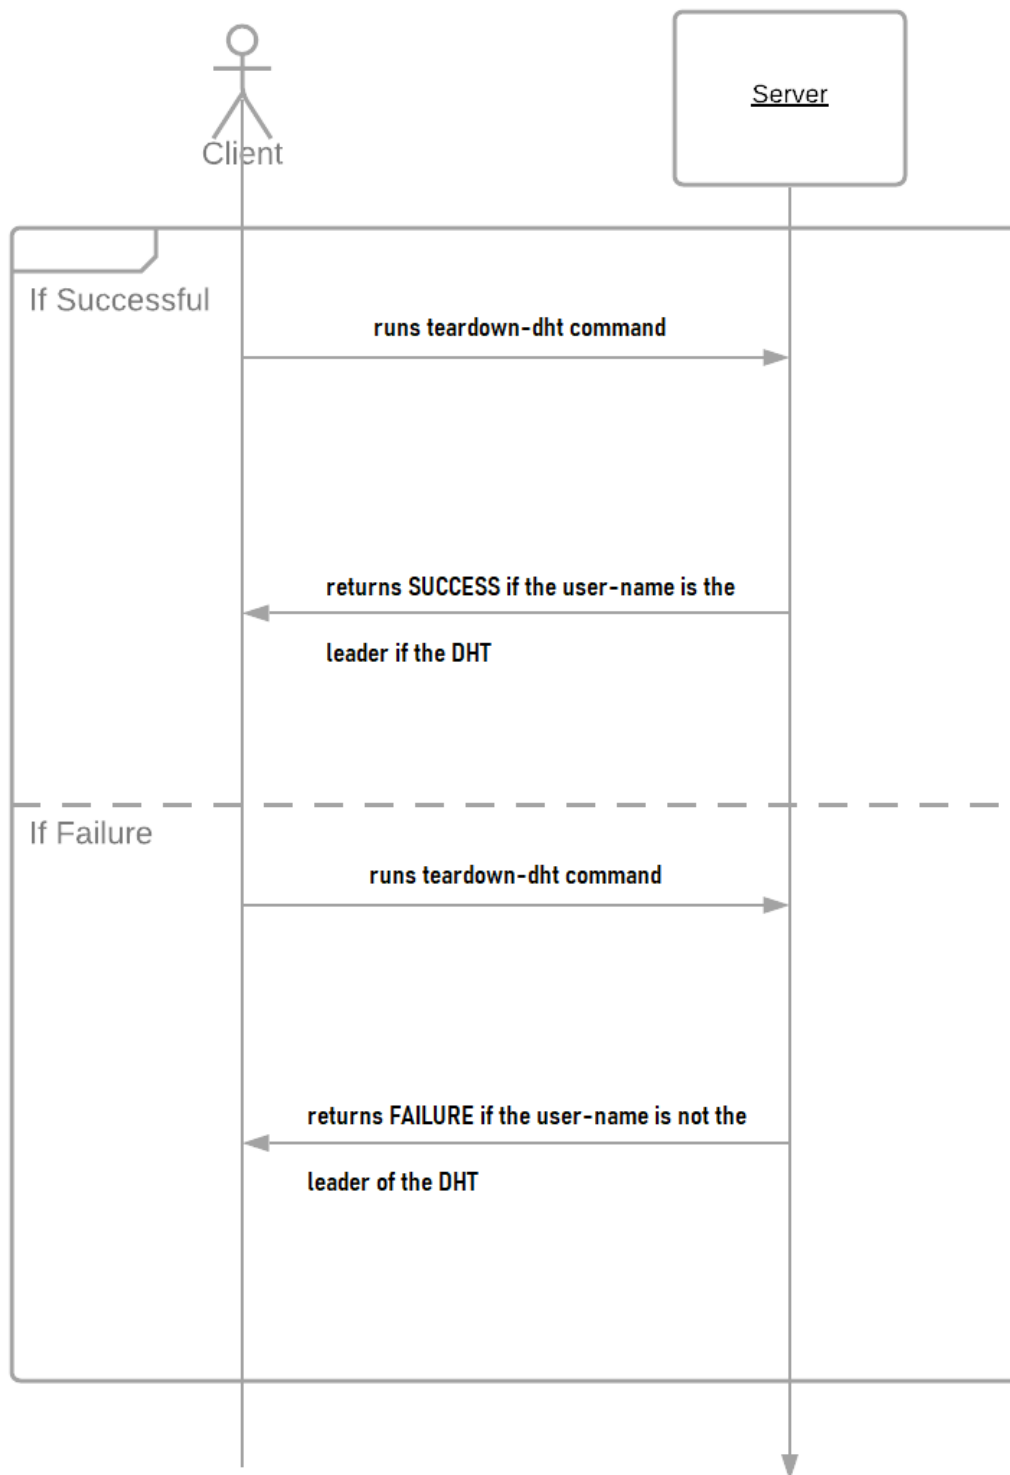 Client
Server
If Successful
runs teardown-dht command
returns SUCCESS if the user-name is the
leader if the DHT
If Failure
runs teardown-dht command
returns FAILURE if the user-name is not the
leader of the DHT